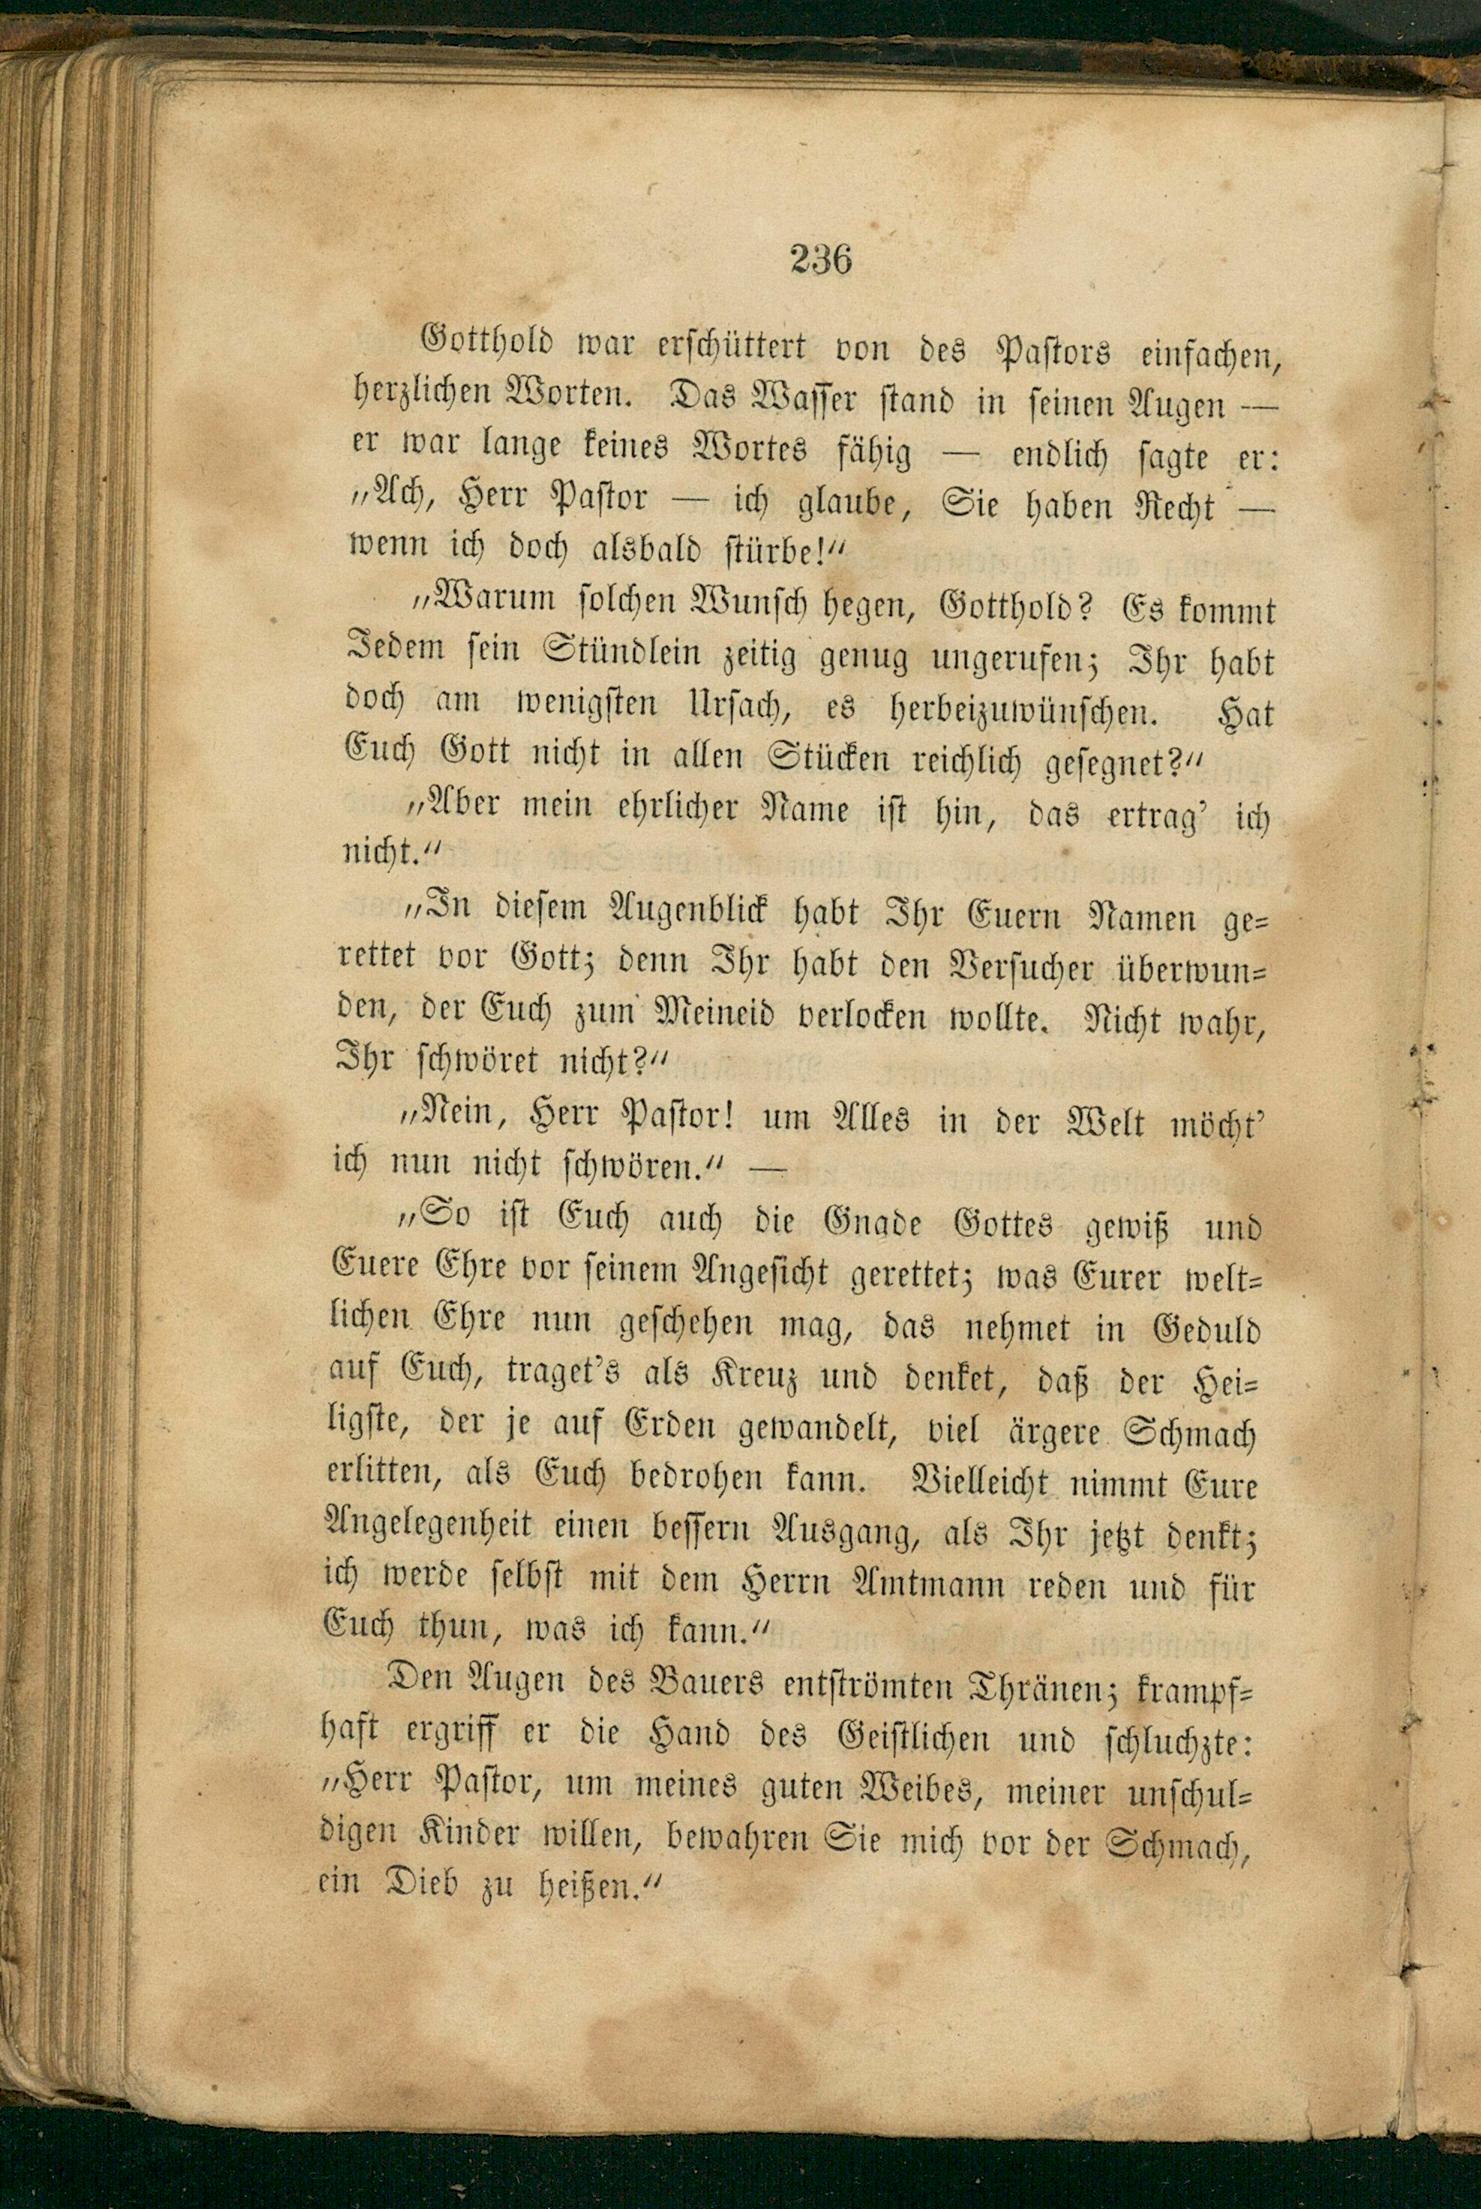 236
Gotthold war erschüttert von des Pastors einfachen,
herzlichen Worten. Das Wasser stand in seinen Augen —
er war lange keines Wortes fähig — endlich sagte er:
„Ach, Herr Pastor — ich glaube, Sie haben Recht —
wenn ich doch alsbald stürbe!“
„Warum solchen Wunsch hegen, Gotthold? Es kommt
Jedem sein Stündlein zeitig genug ungerufen; Ihr habt
doch am wenigsten Ursach, es herbeizuwünschen. Hat
Euch Gott nicht in allen Stücken reichlich gesegnet?“
„Aber mein ehrlicher Name ist hin, das ertrag’ ich
nicht.“
„In diesem Augenblick habt Ihr Euern Namen ge=
rettet vor Gott; denn Ihr habt den Versucher überwun=
den, der Euch zum Meineid verlocken wollte. Nicht wahr,
Ihr schwöret nicht?“
„Nein, Herr Pastor! um Alles in der Welt möcht’
ich nun nicht schwören.“ —
„So ist Euch auch die Gnade Gottes gewiß und
Euere Ehre vor seinem Angesicht gerettet; was Eurer welt=
lichen Ehre nun geschehen mag, das nehmet in Geduld
auf Euch, traget’s als Kreuz und denket, daß der Hei=
ligste, der je auf Erden gewandelt, viel ärgere Schmach
erlitten, als Euch bedrohen kann. Vielleicht nimmt Eure
Angelegenheit einen bessern Ausgang, als Ihr jetzt denkt;
ich werde selbst mit dem Herrn Amtmann reden und für
Euch thun, was ich kann.“
Den Augen des Bauers entströmten Thränen; krampf=
haft ergriff er die Hand des Geistlichen und schluchzte:
„Herr Pastor, um meines guten Weibes, meiner unschul=
digen Kinder willen, bewahren Sie mich vor der Schmach,
ein Dieb zu heißen.“